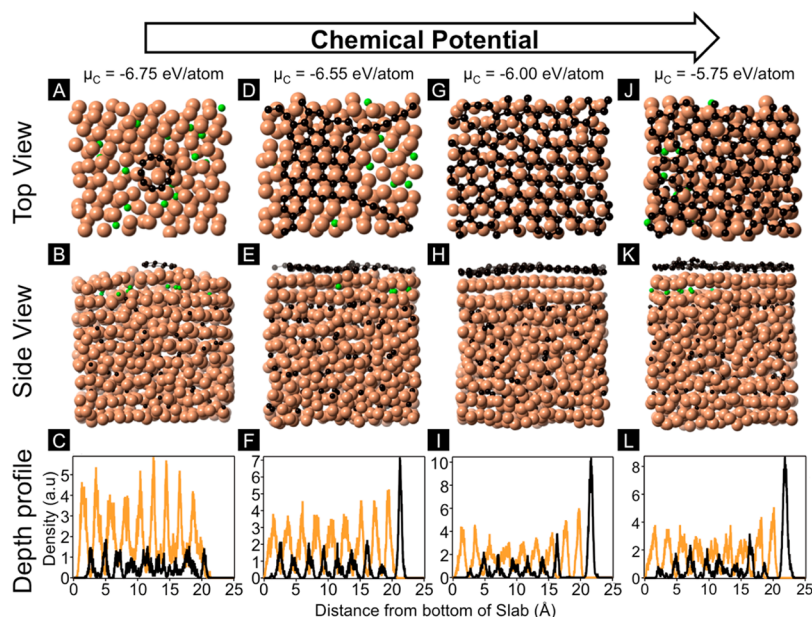 Chemical Potential
μC = -6.75 eV/atom μC = -6.55 eV/atom μC = -6.00 eV/atom μC = -5.75 eV/atom
A D G J
Top View
B E H K
Side View
C F I L
Depth profile
Density (a.u)
5
4
3
2
1
0
0 5 10 15 20 25
7
6
5
4
3
2
1
0
0 5 10 15 20 25
10
8
6
4
2
0
0 5 10 15 20 25
8
6
4
2
0
0 5 10 15 20 25
Distance from bottom of Slab (Å)